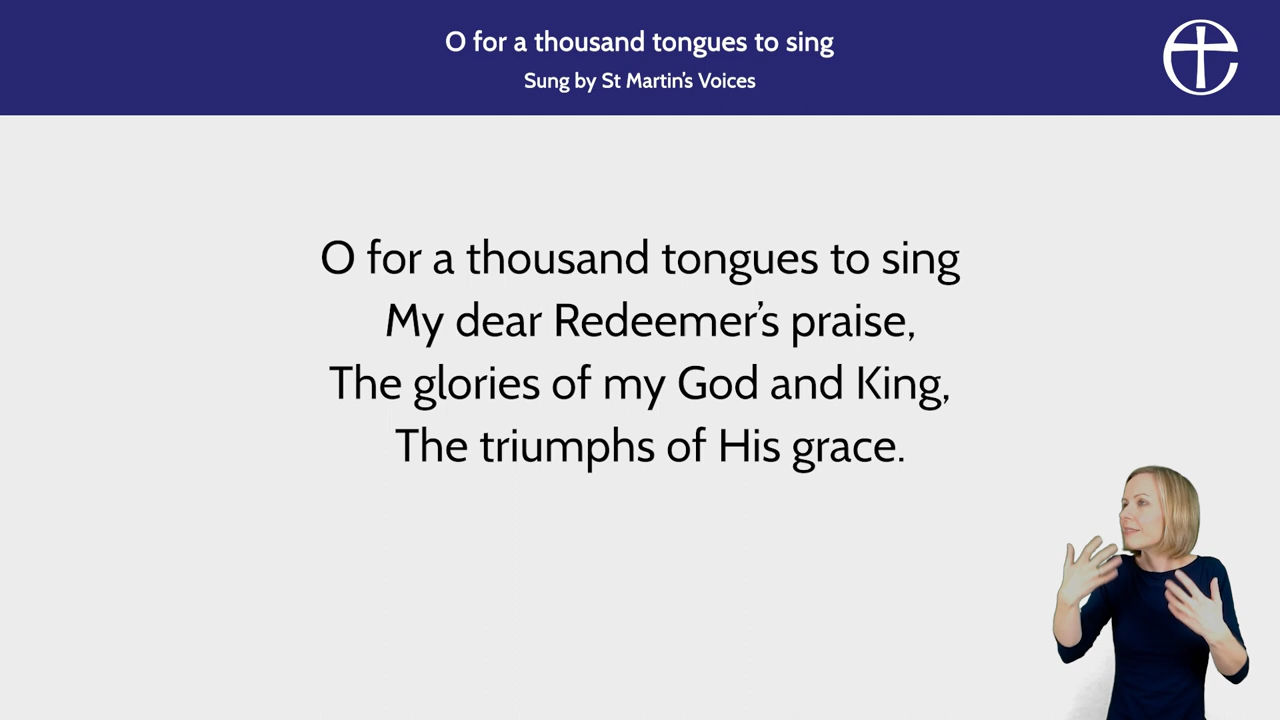 O for a thousand tongues to sing
Sung by St Martin's Voices
O for a thousand tongues to sing
My dear Redeemer's praise,
The glories of my God and King,
The triumphs of His grace.